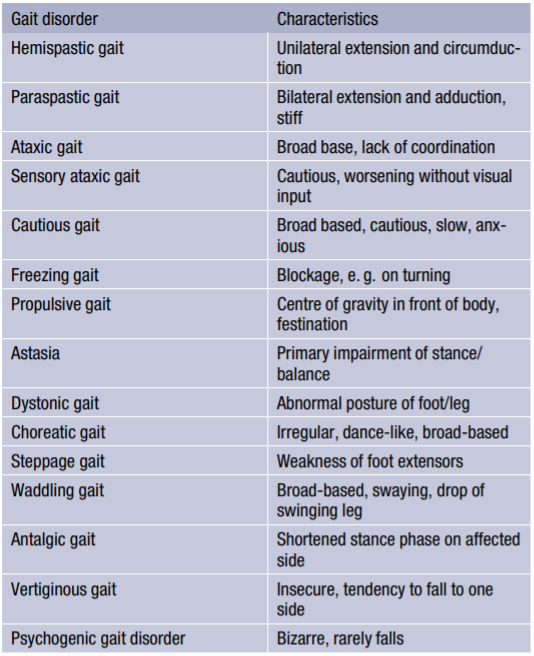 Gait disorder Characteristics
Hemispastic gait Unilateral extension and circumduc-
tion
Paraspastic gait Bilateral extension and adduction,
stiff
Ataxic gait Broad base, lack of coordination
Sensory ataxic gait Cautious, worsening without visual
input
Cautious gait Broad based, cautious, slow, anx-
ious
Freezing gait Blockage, e. g. on turning
Propulsive gait Centre of gravity in front of body,
festination
Astasia Primary impairment of stance/
balance
Dystonic gait Abnormal posture of foot/leg
Choreatic gait Irregular, dance-like, broad-based
Steppage gait Weakness of foot extensors
Waddling gait Broad-based, swaying, drop of
swinging leg
Antalgic gait Shortened stance phase on affected
side
Vertiginous gait Insecure, tendency to fall to one
side
Psychogenic gait disorder Bizarre, rarely falls